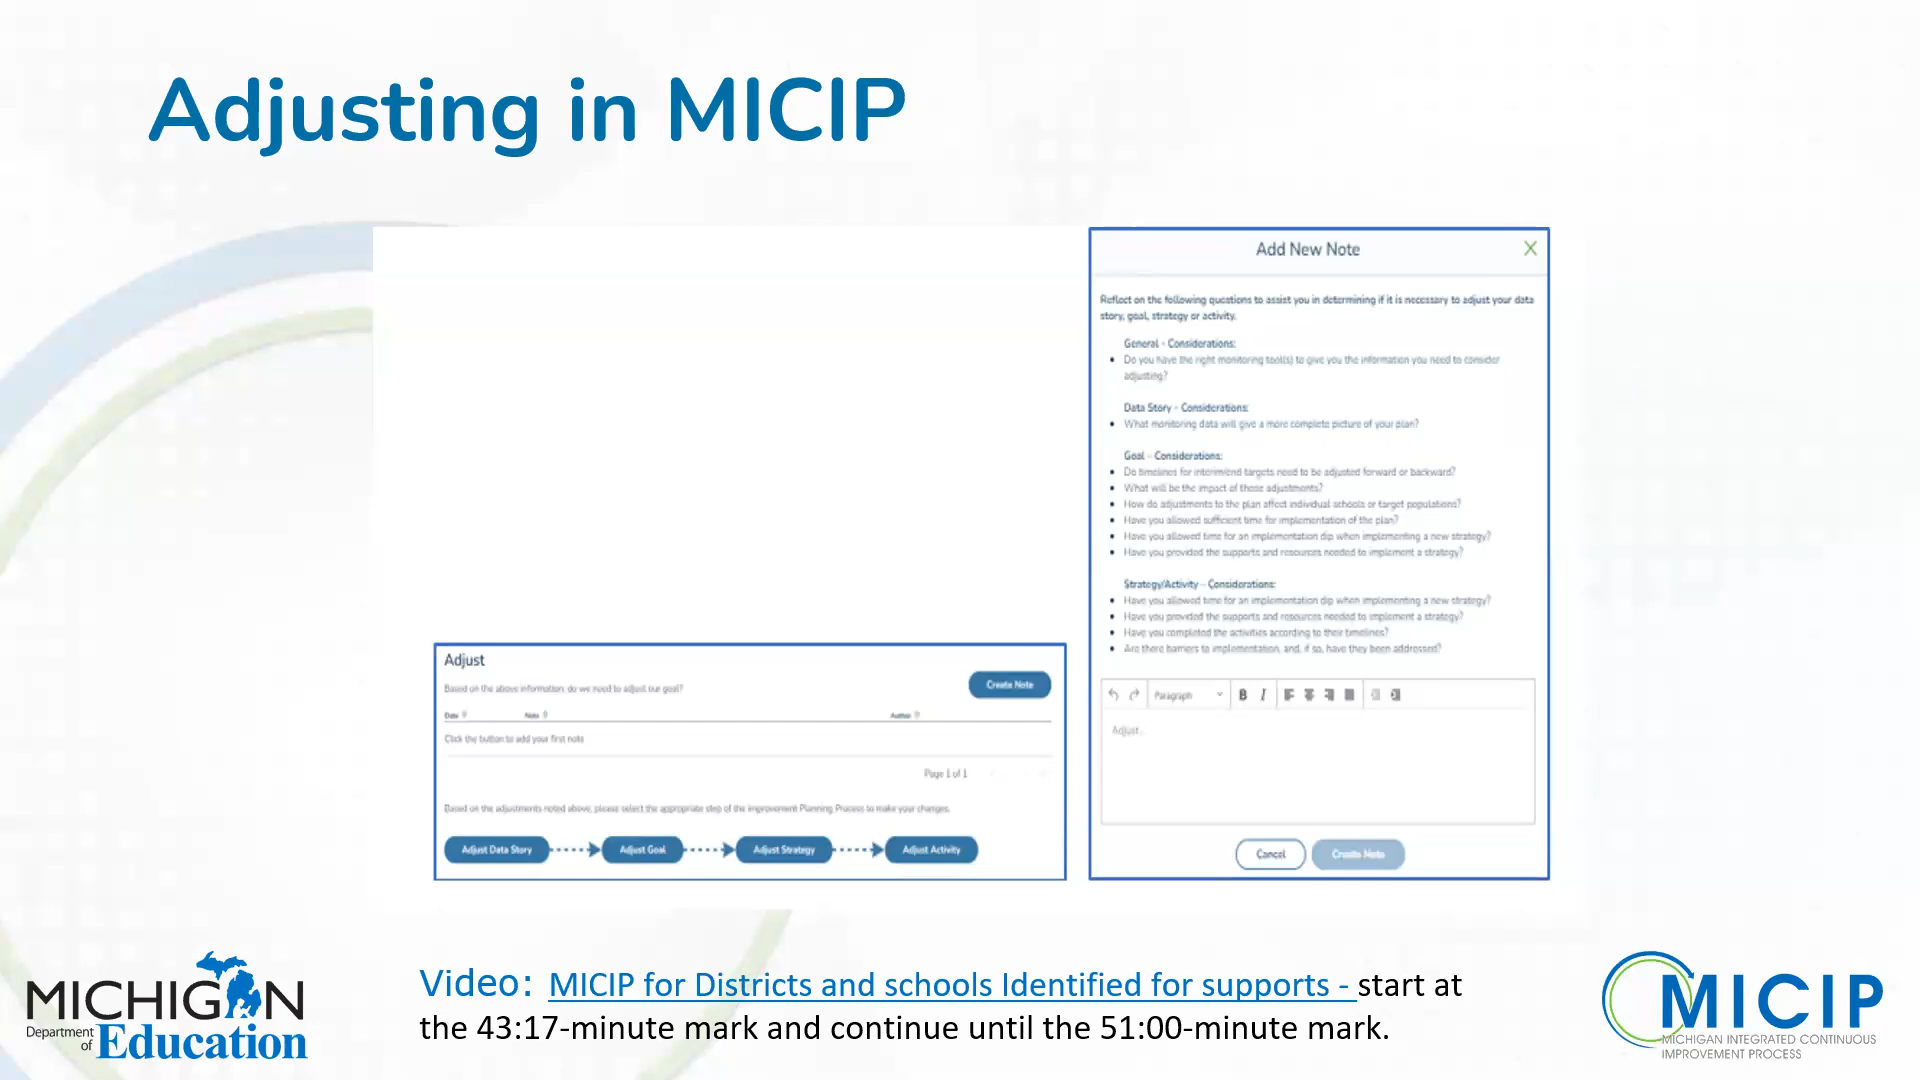 Adjusting in MICIP
Adjust
Based on the above information, do we need to adjust our goal?
Create Note
Date
Note
Author
Click the button to add your first note
Page 1 of 1
Based on the adjustments noted above, please select the appropriate step of the Improvement Planning Process to make your changes.
Adjust Data Story
Adjust Goal
Adjust Strategy
Adjust Activity
Add New Note
X
Reflect on the following questions to assist you in determining if it is necessary to adjust your data
story, goal, strategy or activity.
General - Considerations:
• Do you have the right monitoring tool(s) to give you the information you need to consider
adjusting?
Data Story - Considerations:
• What monitoring data will give a more complete picture of your plan?
Goal - Considerations:
• Do timelines for interim/end targets need to be adjusted forward or backward?
• What will be the impact of those adjustments?
• How do adjustments to the plan affect individual schools or target populations?
• Have you allowed sufficient time for implementation of the plan?
• Have you allowed time for an implementation dip when implementing a new strategy?
• Have you provided the supports and resources needed to implement a strategy?
Strategy/Activity - Considerations:
• Have you allowed time for an implementation dip when implementing a new strategy?
• Have you provided the supports and resources needed to implement a strategy?
• Have you completed the activities according to their timelines?
• Are there barriers to implementation, and, if so, have they been addressed?
Paragraph
B I
Adjust...
Cancel
Create Note
MICHIGAN
Department
of Education
Video: MICIP for Districts and schools Identified for supports - start at
the 43:17-minute mark and continue until the 51:00-minute mark.
MICIP
MICHIGAN INTEGRATED CONTINUOUS
IMPROVEMENT PROCESS